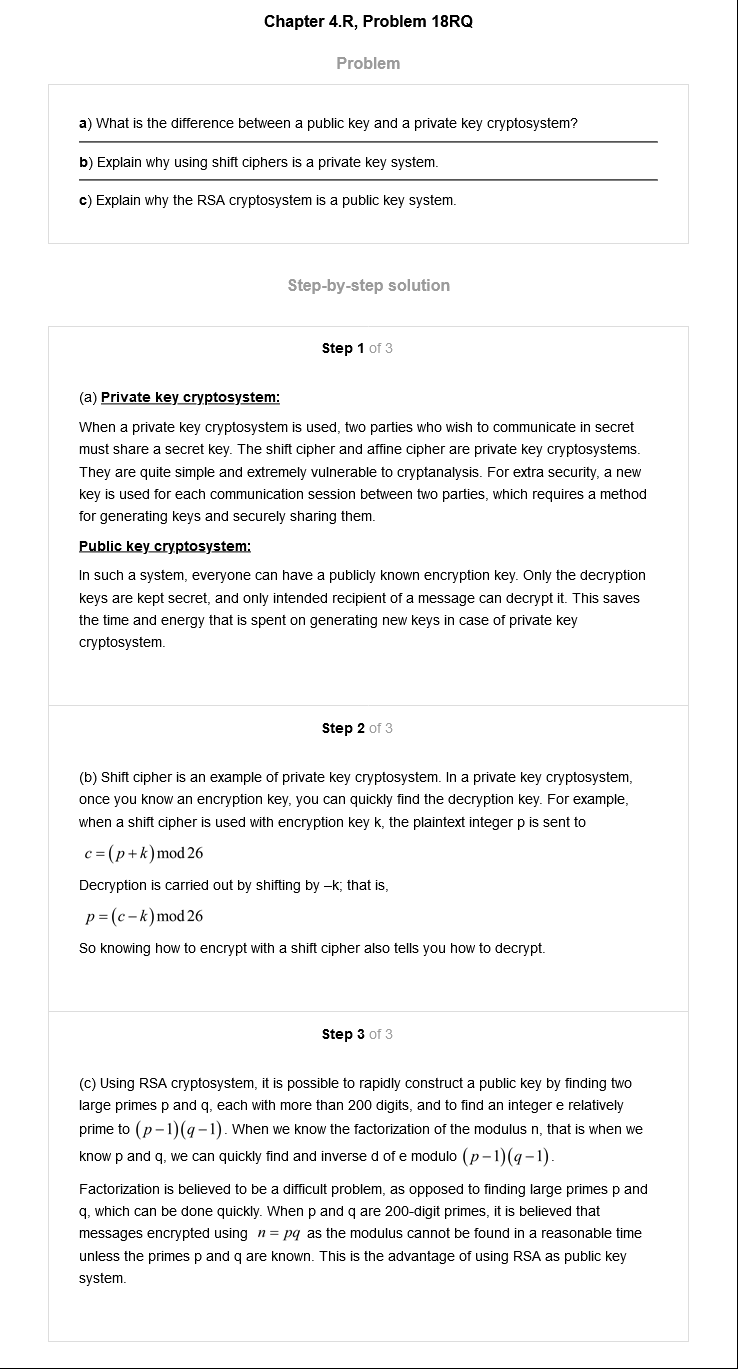 Chapter 4.R, Problem 18RQ
Problem
a) What is the difference between a public key and a private key cryptosystem?
b) Explain why using shift ciphers is a private key system.
c) Explain why the RSA cryptosystem is a public key system.
Step-by-step solution
Step 1 of 3
(a) Private key cryptosystem:
When a private key cryptosystem is used, two parties who wish to communicate in secret
must share a secret key. The shift cipher and affine cipher are private key cryptosystems.
They are quite simple and extremely vulnerable to cryptanalysis. For extra security, a new
key is used for each communication session between two parties, which requires a method
for generating keys and securely sharing them.
Public key cryptosystem:
In such a system, everyone can have a publicly known encryption key. Only the decryption
keys are kept secret, and only intended recipient of a message can decrypt it. This saves
the time and energy that is spent on generating new keys in case of private key
cryptosystem.
Step 2 of 3
(b) Shift cipher is an example of private key cryptosystem. In a private key cryptosystem,
once you know an encryption key, you can quickly find the decryption key. For example,
when a shift cipher is used with encryption key k, the plaintext integer p is sent to
c = (p + k) mod 26
Decryption is carried out by shifting by –k; that is,
p = (c − k) mod 26
So knowing how to encrypt with a shift cipher also tells you how to decrypt.
Step 3 of 3
(c) Using RSA cryptosystem, it is possible to rapidly construct a public key by finding two
large primes p and q, each with more than 200 digits, and to find an integer e relatively
prime to (p − 1)(q − 1). When we know the factorization of the modulus n, that is when we
know p and q, we can quickly find and inverse d of e modulo (p − 1)(q − 1).
Factorization is believed to be a difficult problem, as opposed to finding large primes p and
q, which can be done quickly. When p and q are 200-digit primes, it is believed that
messages encrypted using n = pq as the modulus cannot be found in a reasonable time
unless the primes p and q are known. This is the advantage of using RSA as public key
system.